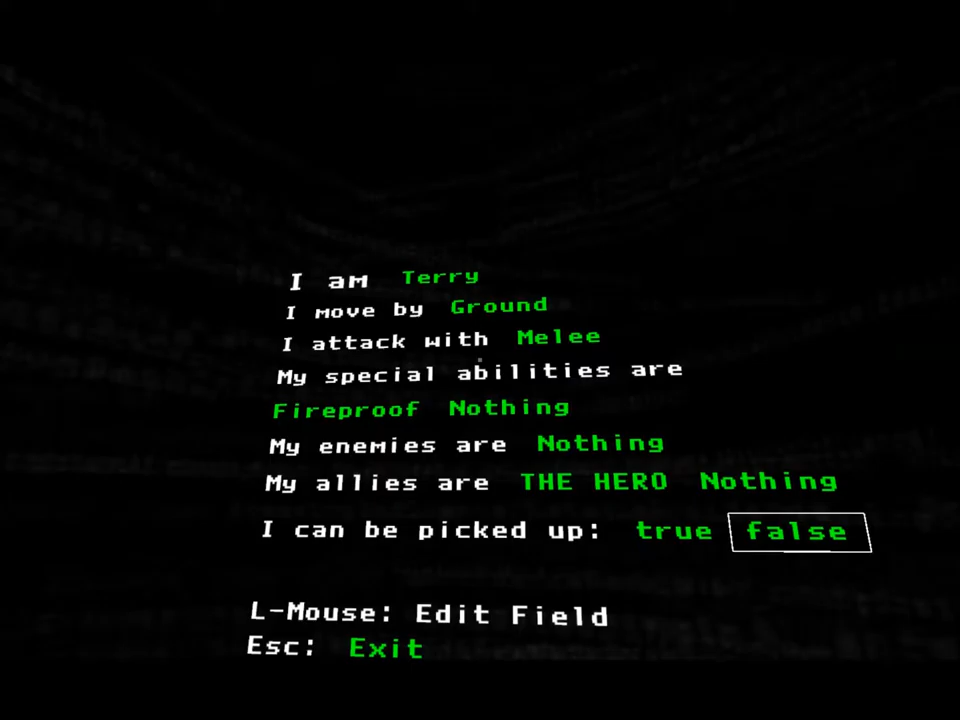 I am Terry
I move by Ground
I attack with Melee
My special abilities are
Fireproof Nothing
My enemies are Nothing
My allies are THE HERO Nothing
I can be picked up: true false
L-Mouse: Edit Field
Esc: Exit